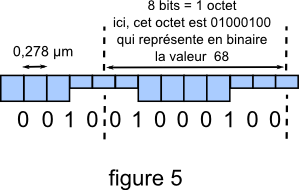 8 bits = 1 octet
ici, cet octet est 01000100
qui représente en binaire
la valeur 68
0,278 µm
0 0 1 0 0 1 0 0 0 1 0 0
figure 5